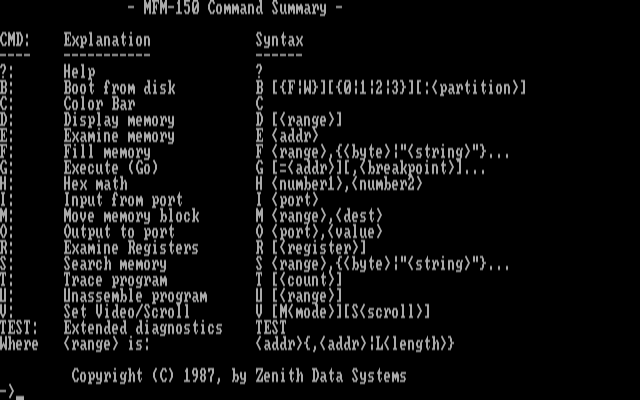 - MFM-150 Command Summary -
CMD: Explanation Syntax
---- ----------- ------
?: Help ?
B: Boot from disk B [{F|W}][{0|1|2|3}][:<partition>]
C: Color Bar C
D: Display memory D [<range>]
E: Examine memory E <addr>
F: Fill memory F <range>,{<byte>|"<string>"}...
G: Execute (Go) G [=<addr>][,<breakpoint>]...
H: Hex math H <number1>,<number2>
I: Input from port I <port>
M: Move memory block M <range>,<dest>
O: Output to port O <port>,<value>
R: Examine Registers R [<register>]
S: Search memory S <range>,{<byte>|"<string>"}...
T: Trace program T [<count>]
U: Unassemble program U [<range>]
V: Set Video/Scroll V [M<mode>][S<scroll>]
TEST: Extended diagnostics TEST
Where <range> is: <addr>{,<addr>|L<length>}
Copyright (C) 1987, by Zenith Data Systems
->_